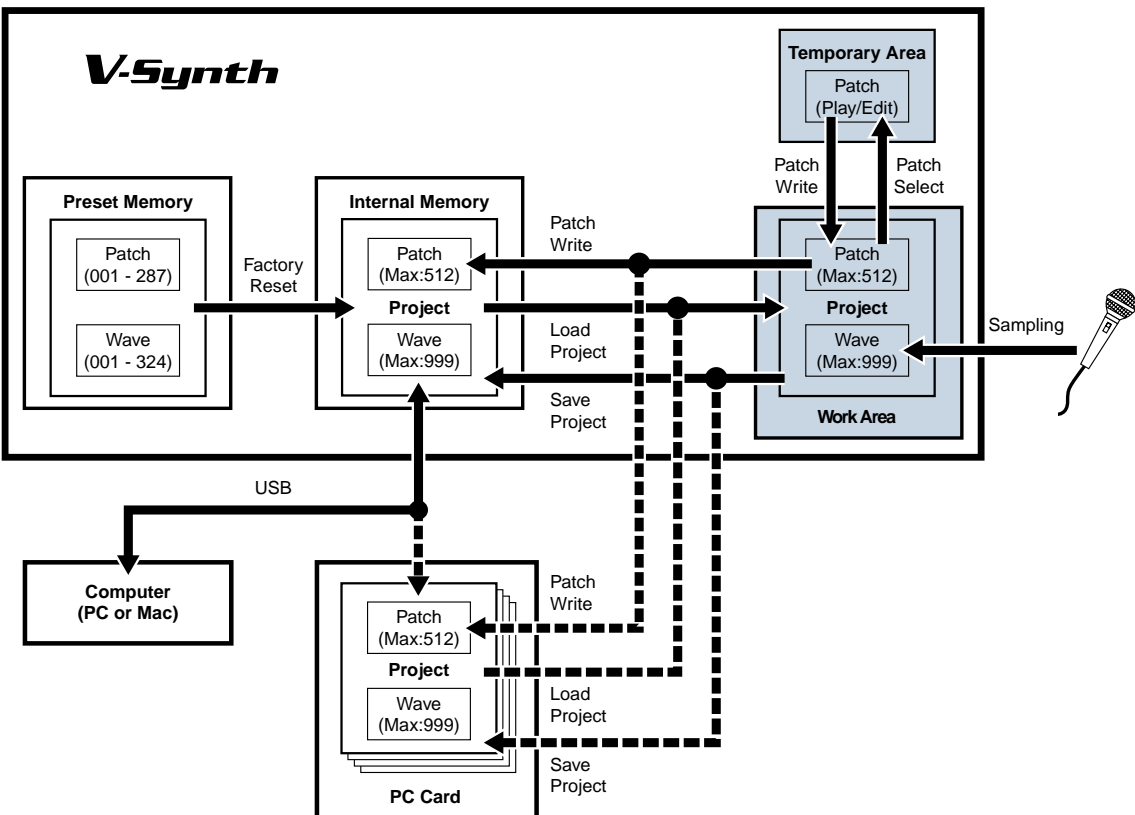 V-Synth
Temporary Area
Patch
(Play/Edit)
Patch
Write
Patch
Select
Preset Memory
Patch
(001 - 287)
Wave
(001 - 324)
Factory
Reset
Internal Memory
Patch
(Max:512)
Project
Wave
(Max:999)
Patch
Write
Load
Project
Save
Project
Patch
(Max:512)
Project
Wave
(Max:999)
Work Area
Sampling
USB
Computer
(PC or Mac)
Patch
(Max:512)
Project
Wave
(Max:999)
PC Card
Patch
Write
Load
Project
Save
Project